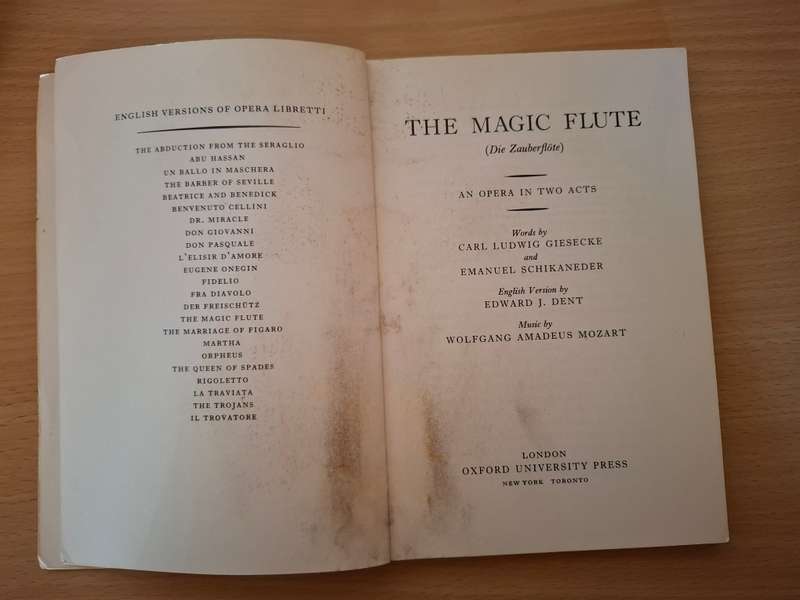 ENGLISH VERSIONS OF OPERA LIBRETTI
THE ABDUCTION FROM THE SERAGLIO
ABU HASSAN
UN BALLO IN MASCHERA
THE BARBER OF SEVILLE
BEATRICE AND BENEDICK
BENVENUTO CELLINI
DR. MIRACLE
DON GIOVANNI
DON PASQUALE
L'ELISIR D'AMORE
EUGENE ONEGIN
FIDELIO
FRA DIAVOLO
DER FREISCHÜTZ
THE MAGIC FLUTE
THE MARRIAGE OF FIGARO
MARTHA
ORPHEUS
THE QUEEN OF SPADES
RIGOLETTO
LA TRAVIATA
THE TROJANS
IL TROVATORE
THE MAGIC FLUTE
(Die Zauberflöte)
AN OPERA IN TWO ACTS
Words by
CARL LUDWIG GIESECKE
and
EMANUEL SCHIKANEDER
English Version by
EDWARD J. DENT
Music by
WOLFGANG AMADEUS MOZART
LONDON
OXFORD UNIVERSITY PRESS
NEW YORK TORONTO